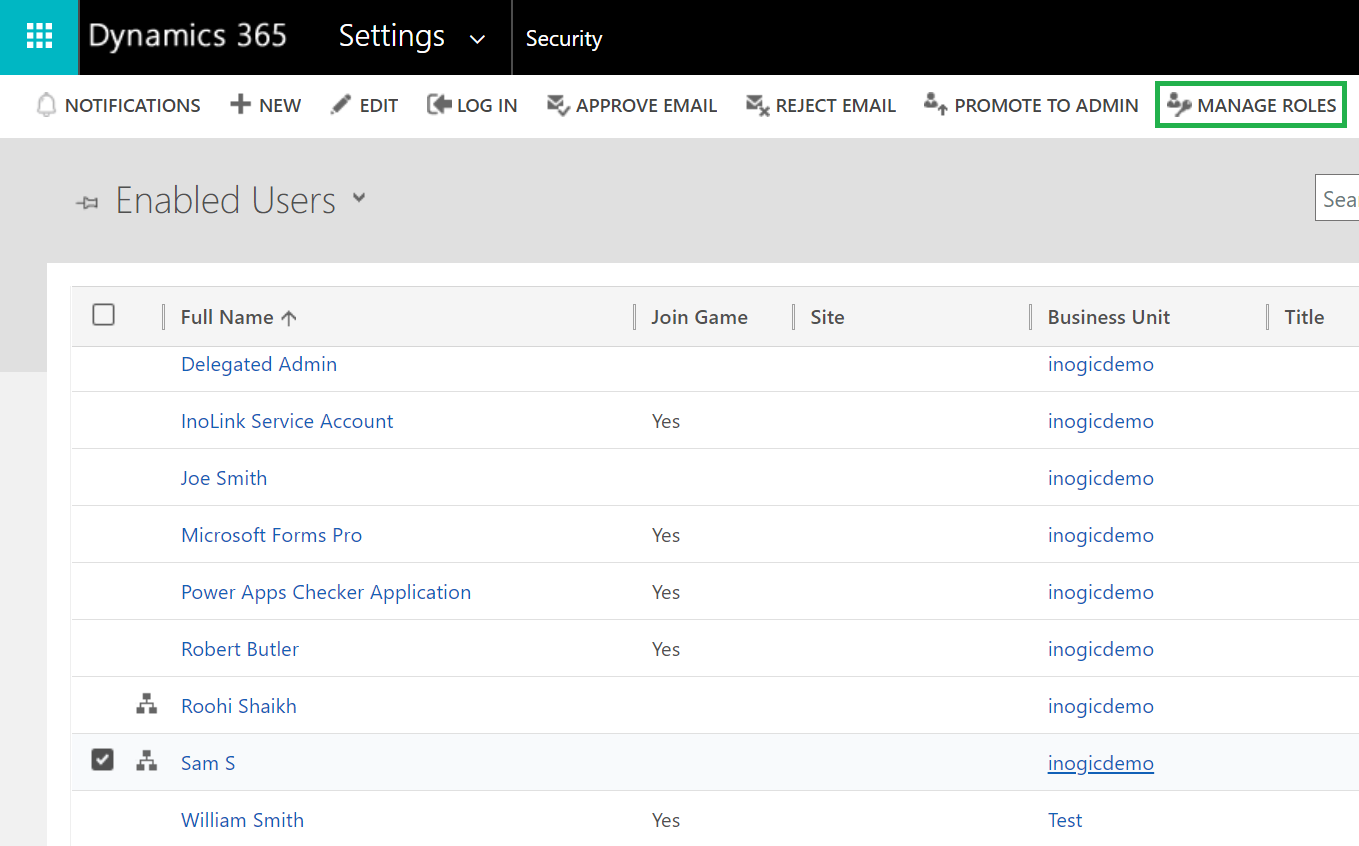 Dynamics 365 Settings Security
NOTIFICATIONS NEW EDIT LOG IN APPROVE EMAIL REJECT EMAIL PROMOTE TO ADMIN MANAGE ROLES
Enabled Users
Full Name Join Game Site Business Unit Title
Delegated Admin inogicdemo
InoLink Service Account Yes inogicdemo
Joe Smith inogicdemo
Microsoft Forms Pro Yes inogicdemo
Power Apps Checker Application Yes inogicdemo
Robert Butler Yes inogicdemo
Roohi Shaikh inogicdemo
Sam S inogicdemo
William Smith Yes Test